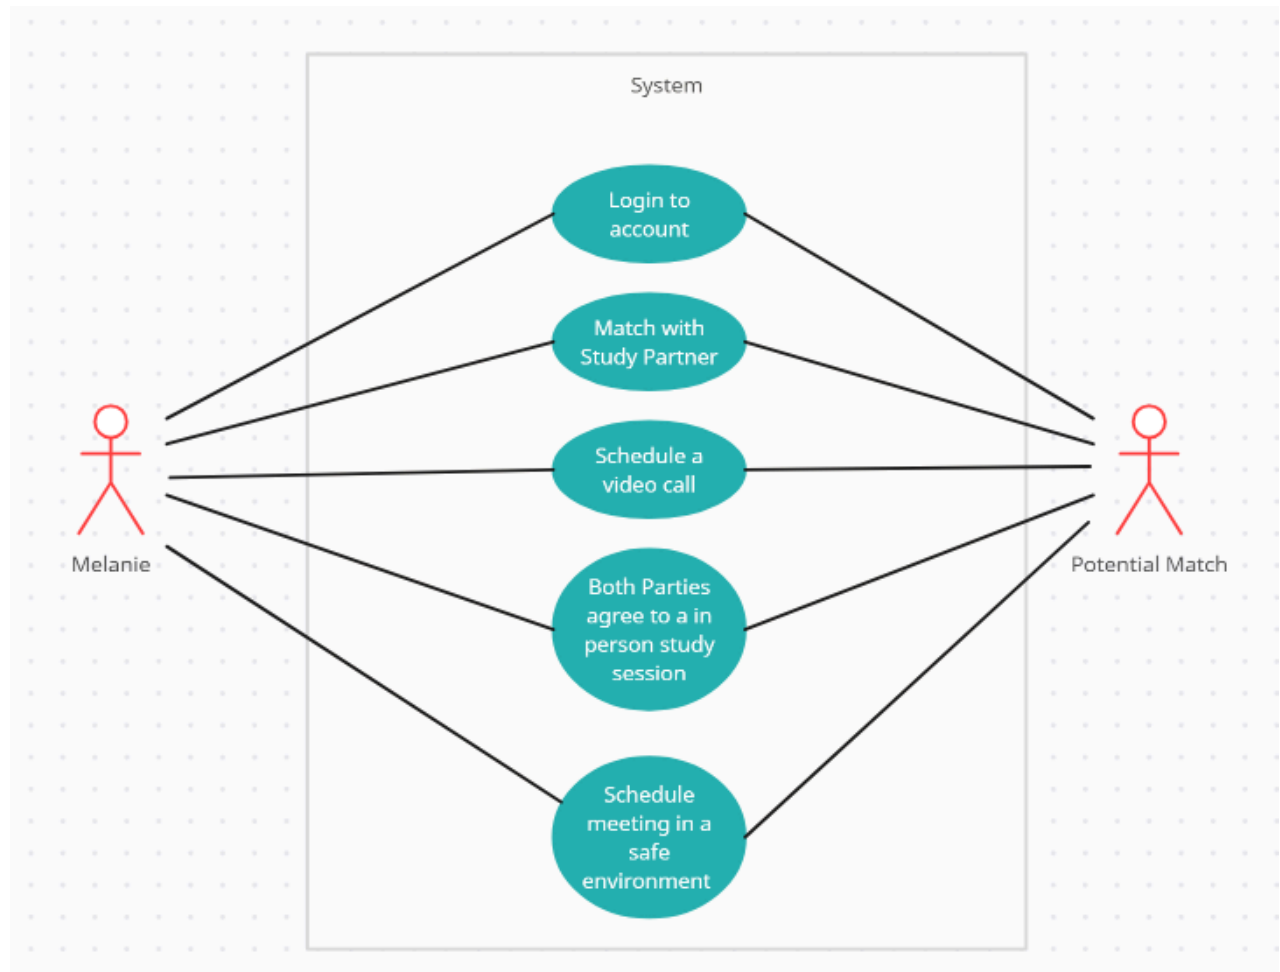 System
Login to
account
Match with
Study Partner
Schedule a
video call
Melanie
Potential Match
Both Parties
agree to a in
person study
session
Schedule
meeting in a
safe
environment